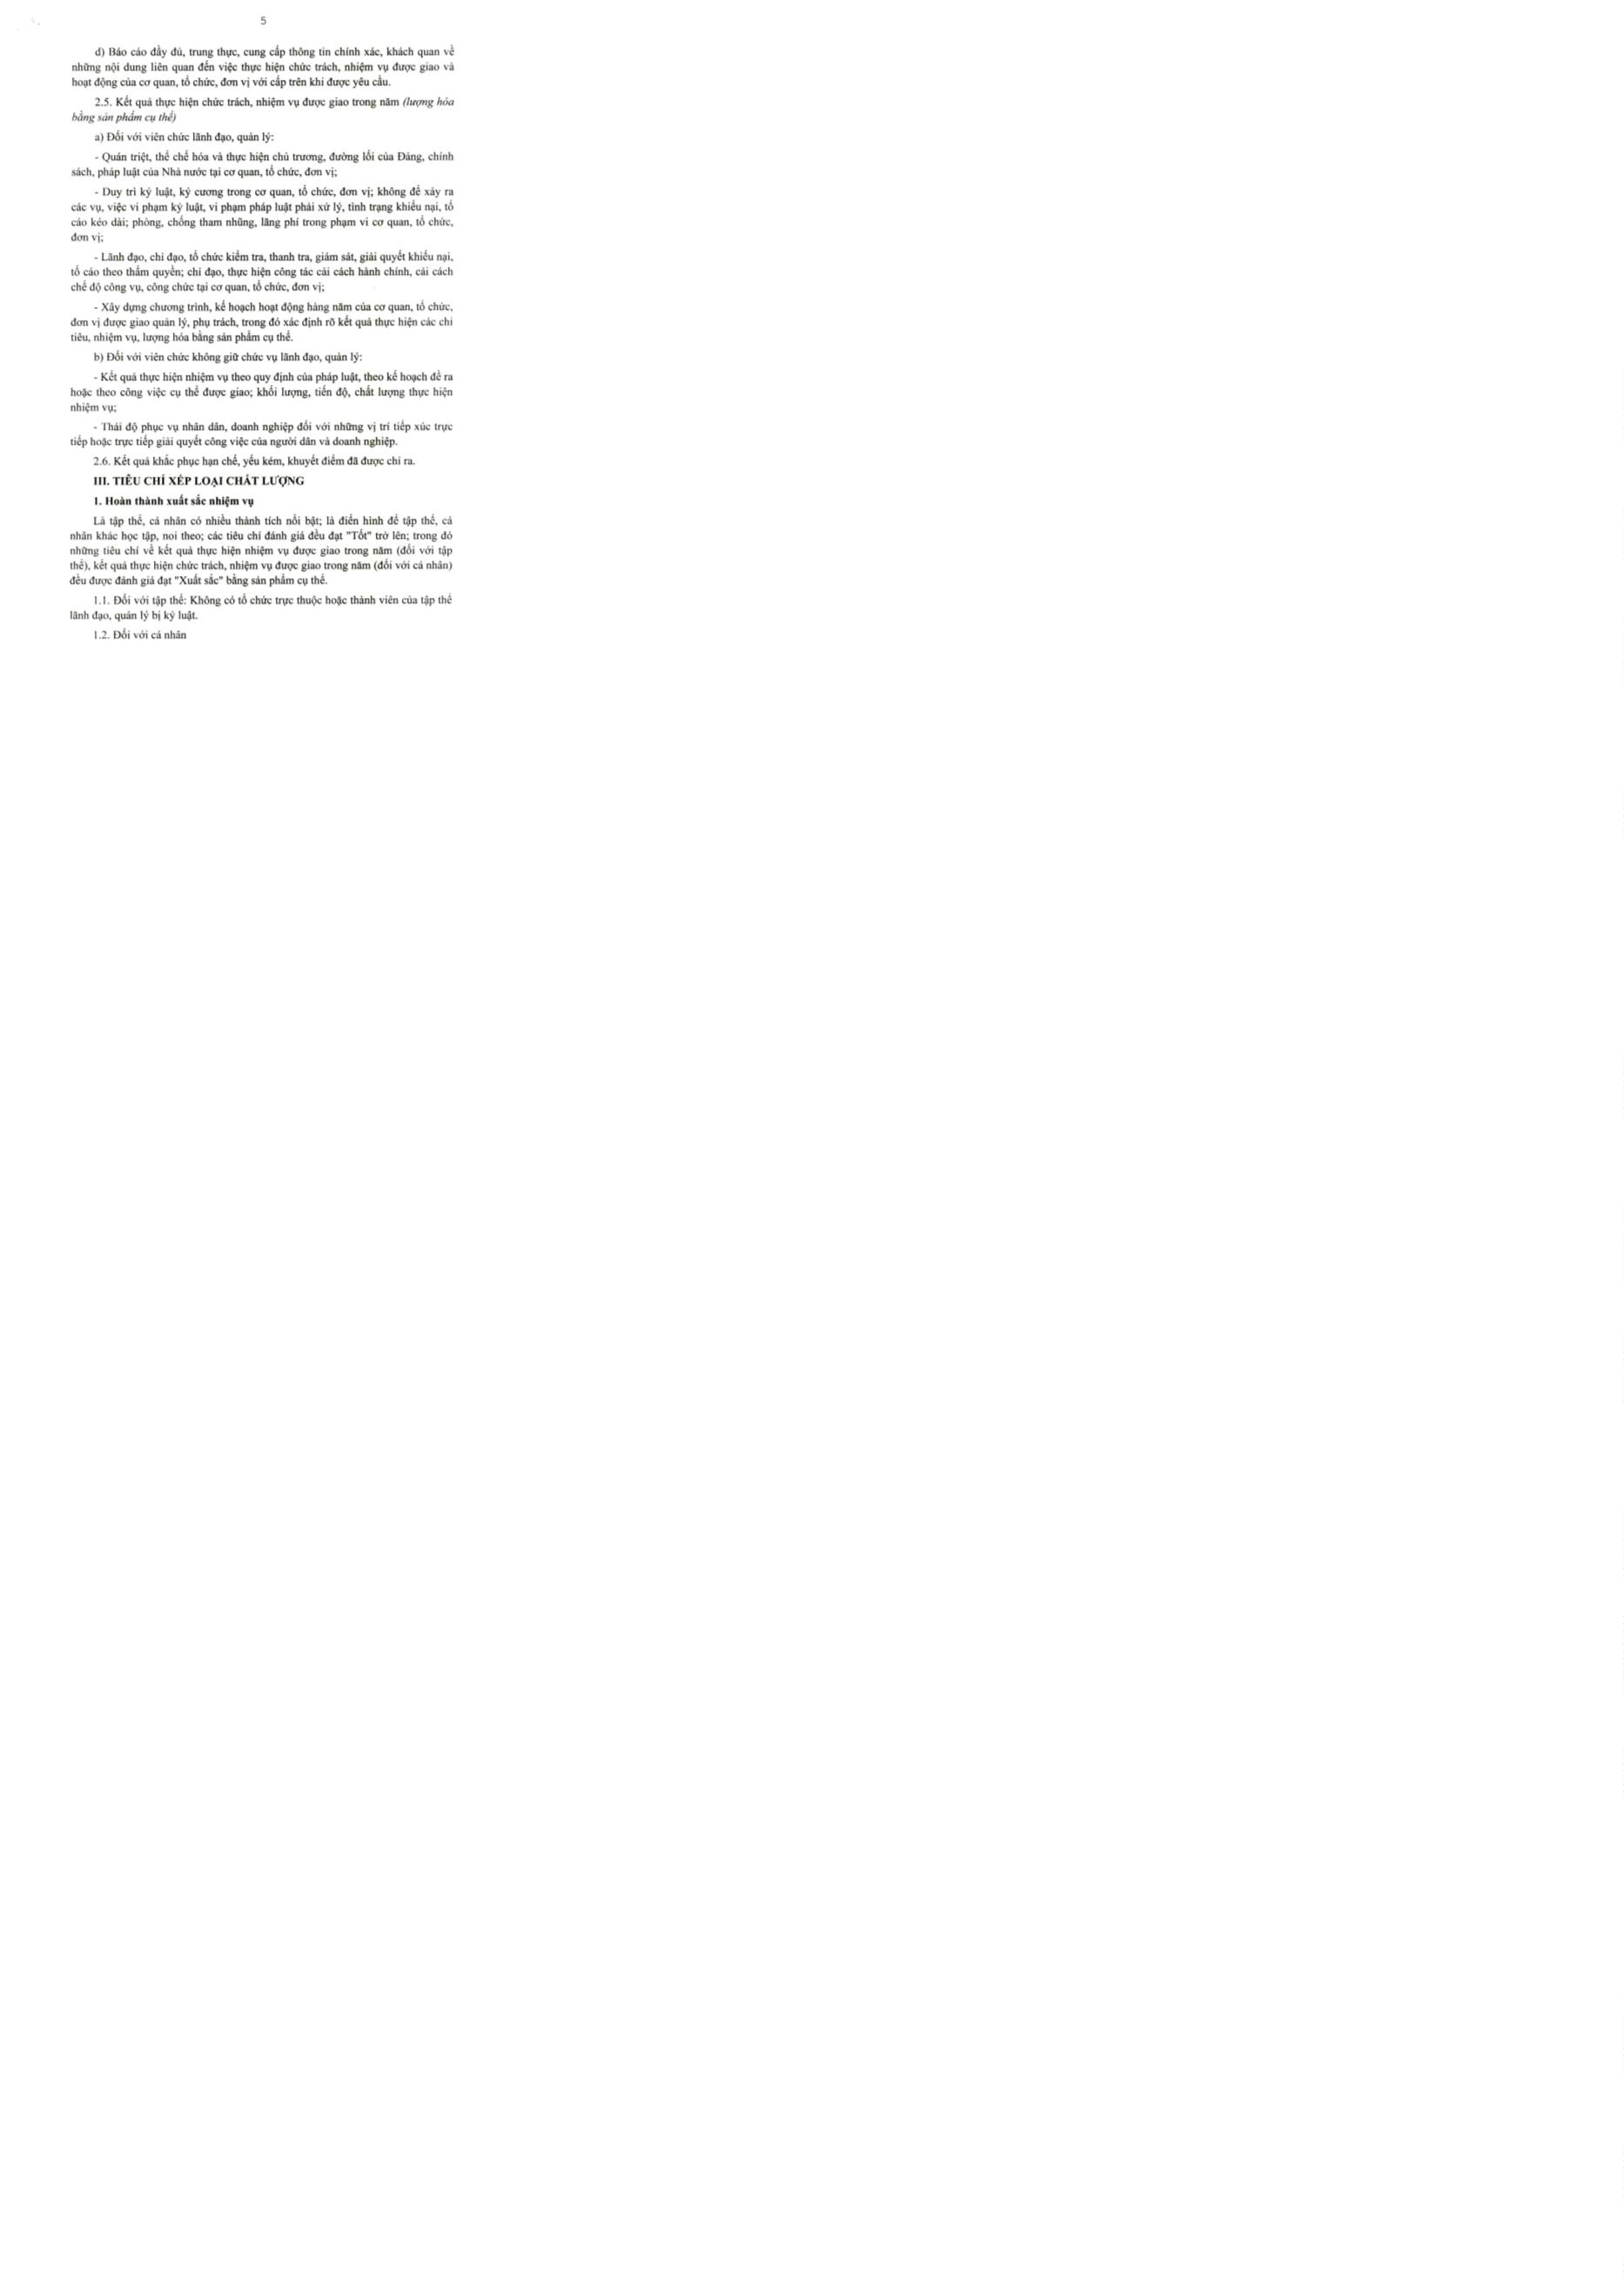 5
d) Báo cáo đầy đủ, trung thực, cung cấp thông tin chính xác, khách quan về
những nội dung liên quan đến việc thực hiện chức trách, nhiệm vụ được giao và
hoạt động của cơ quan, tổ chức, đơn vị với cấp trên khi được yêu cầu.
2.5. Kết quả thực hiện chức trách, nhiệm vụ được giao trong năm (lượng hóa
bằng sản phẩm cụ thể)
a) Đối với viên chức lãnh đạo, quản lý:
- Quán triệt, thể chế hóa và thực hiện chủ trương, đường lối của Đảng, chính
sách, pháp luật của Nhà nước tại cơ quan, tổ chức, đơn vị;
- Duy trì kỷ luật, kỷ cương trong cơ quan, tổ chức, đơn vị; không để xảy ra
các vụ, việc vi phạm kỷ luật, vi phạm pháp luật phải xử lý, tình trạng khiếu nại, tố
cáo kéo dài; phòng, chống tham nhũng, lãng phí trong phạm vi cơ quan, tổ chức,
đơn vị;
- Lãnh đạo, chỉ đạo, tổ chức kiểm tra, thanh tra, giám sát, giải quyết khiếu nại,
tố cáo theo thẩm quyền; chỉ đạo, thực hiện công tác cải cách hành chính, cải cách
chế độ công vụ, công chức tại cơ quan, tổ chức, đơn vị;
- Xây dựng chương trình, kế hoạch hoạt động hàng năm của cơ quan, tổ chức,
đơn vị được giao quản lý, phụ trách, trong đó xác định rõ kết quả thực hiện các chỉ
tiêu, nhiệm vụ, lượng hóa bằng sản phẩm cụ thể.
b) Đối với viên chức không giữ chức vụ lãnh đạo, quản lý:
- Kết quả thực hiện nhiệm vụ theo quy định của pháp luật, theo kế hoạch đề ra
hoặc theo công việc cụ thể được giao; khối lượng, tiến độ, chất lượng thực hiện
nhiệm vụ;
- Thái độ phục vụ nhân dân, doanh nghiệp đối với những vị trí tiếp xúc trực
tiếp hoặc trực tiếp giải quyết công việc của người dân và doanh nghiệp.
2.6. Kết quả khắc phục hạn chế, yếu kém, khuyết điểm đã được chỉ ra.
III. TIÊU CHÍ XẾP LOẠI CHẤT LƯỢNG
1. Hoàn thành xuất sắc nhiệm vụ
Là tập thể, cá nhân có nhiều thành tích nổi bật; là điển hình để tập thể, cá
nhân khác học tập, noi theo; các tiêu chí đánh giá đều đạt "Tốt" trở lên; trong đó
những tiêu chí về kết quả thực hiện nhiệm vụ được giao trong năm (đối với tập
thể), kết quả thực hiện chức trách, nhiệm vụ được giao trong năm (đối với cá nhân)
đều được đánh giá đạt "Xuất sắc" bằng sản phẩm cụ thể.
1.1. Đối với tập thể: Không có tổ chức trực thuộc hoặc thành viên của tập thể
lãnh đạo, quản lý bị kỷ luật.
1.2. Đối với cá nhân